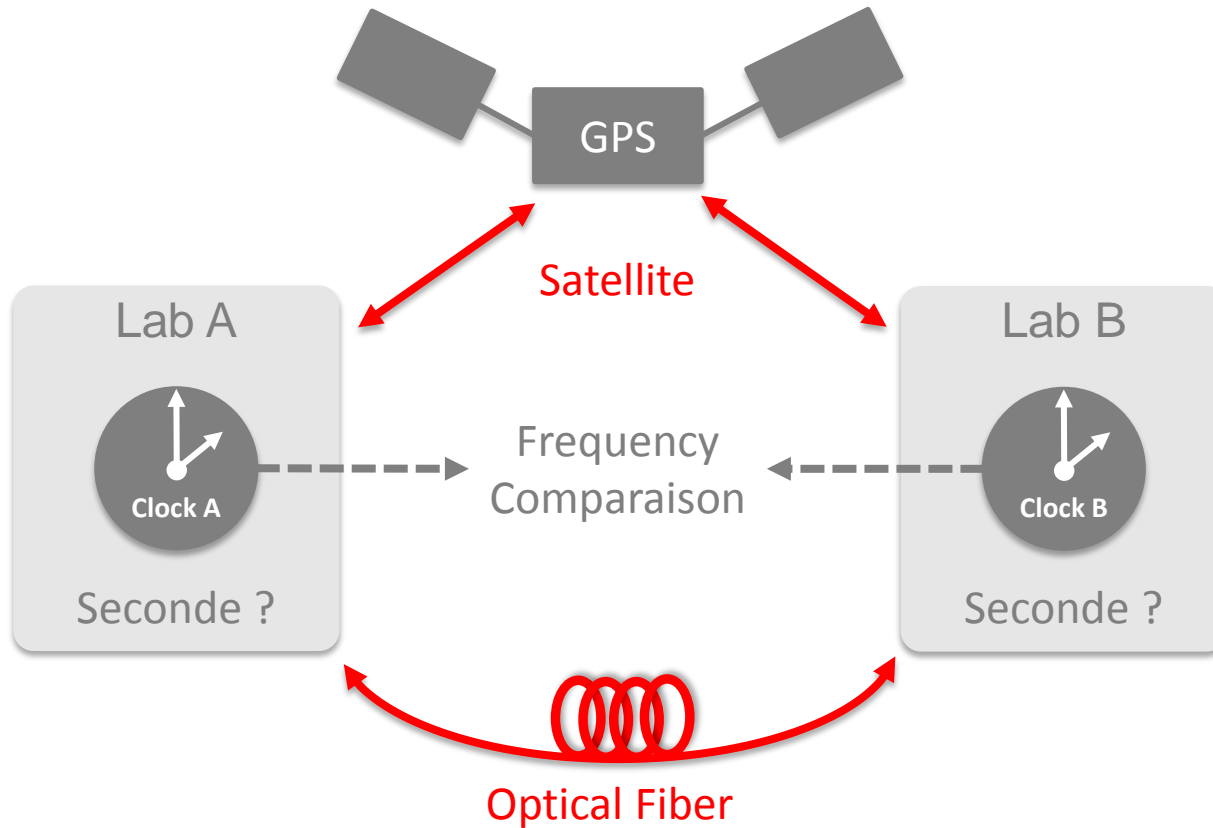 GPS
Satellite
Lab A
Lab B
Frequency
Comparaison
Clock A
Clock B
Seconde ?
Seconde ?
Optical Fiber